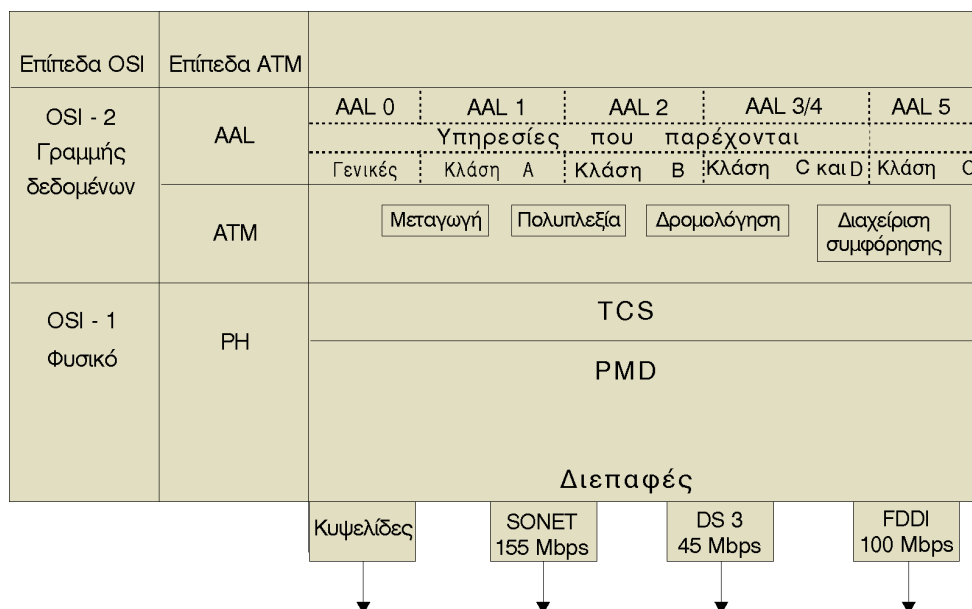 Επίπεδα OSI Επίπεδα ATM
OSI - 2
Γραμμής
δεδομένων
AAL
AAL 0 AAL 1 AAL 2 AAL 3/4 AAL 5
Υπηρεσίες που παρέχονται
Γενικές Κλάση A Κλάση B Κλάση C και D Κλάση C
ATM
Μεταγωγή Πολυπλεξία Δρομολόγηση Διαχείριση
συμφόρησης
OSI - 1
Φυσικό
PH
TCS
PMD
Διεπαφές
Κυψελίδες
SONET
155 Mbps
DS 3
45 Mbps
FDDI
100 Mbps